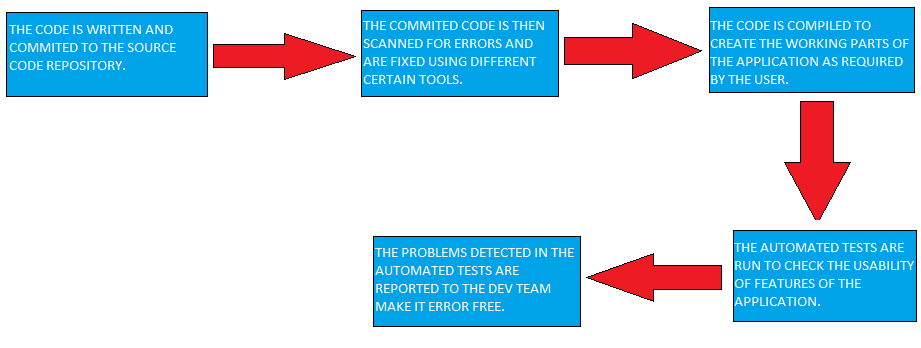 THE CODE IS WRITTEN AND
COMMITED TO THE SOURCE
CODE REPOSITORY.
THE COMMITED CODE IS THEN
SCANNED FOR ERRORS AND
ARE FIXED USING DIFFERENT
CERTAIN TOOLS.
THE CODE IS COMPILED TO
CREATE THE WORKING PARTS OF
THE APPLICATION AS REQUIRED
BY THE USER.
THE AUTOMATED TESTS ARE
RUN TO CHECK THE USABILITY
OF FEATURES OF THE
APPLICATION.
THE PROBLEMS DETECTED IN THE
AUTOMATED TESTS ARE
REPORTED TO THE DEV TEAM
MAKE IT ERROR FREE.